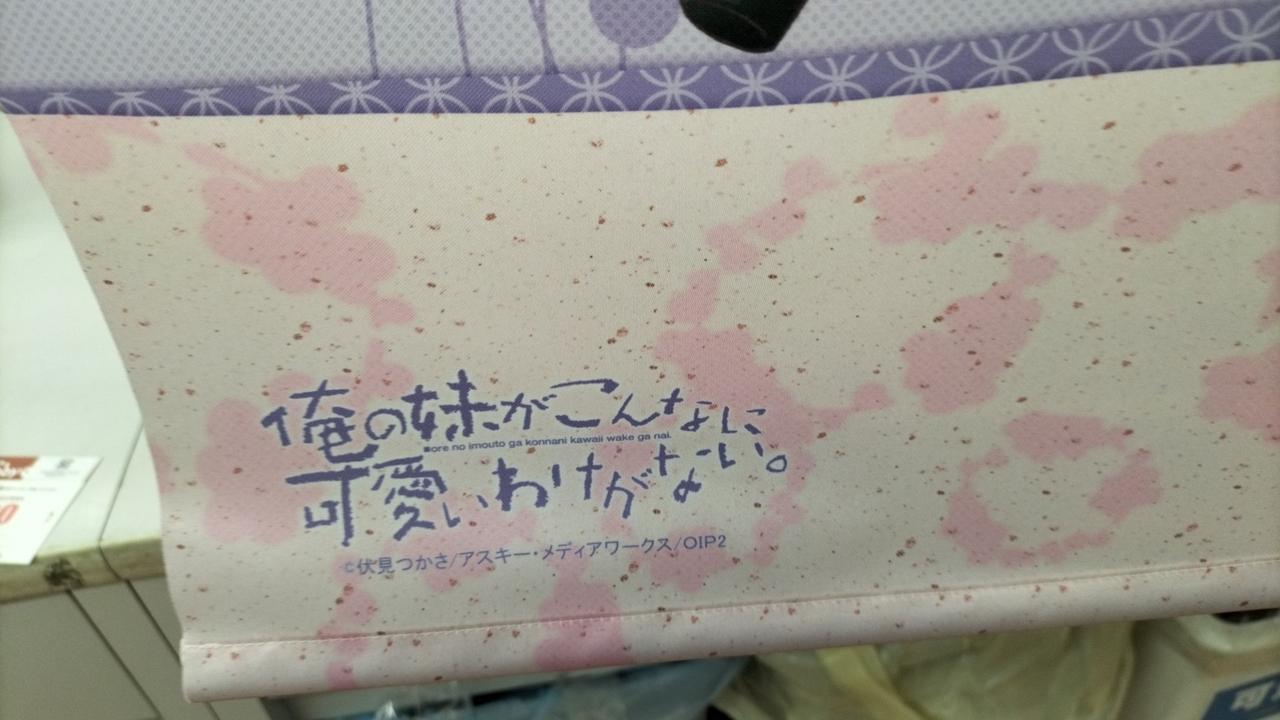 俺の妹がこんなに
ore no imouto ga konnani kawaii wake ga nai.
可愛いわけがない。
©伏見つかさ/アスキー・メディアワークス/OIP2